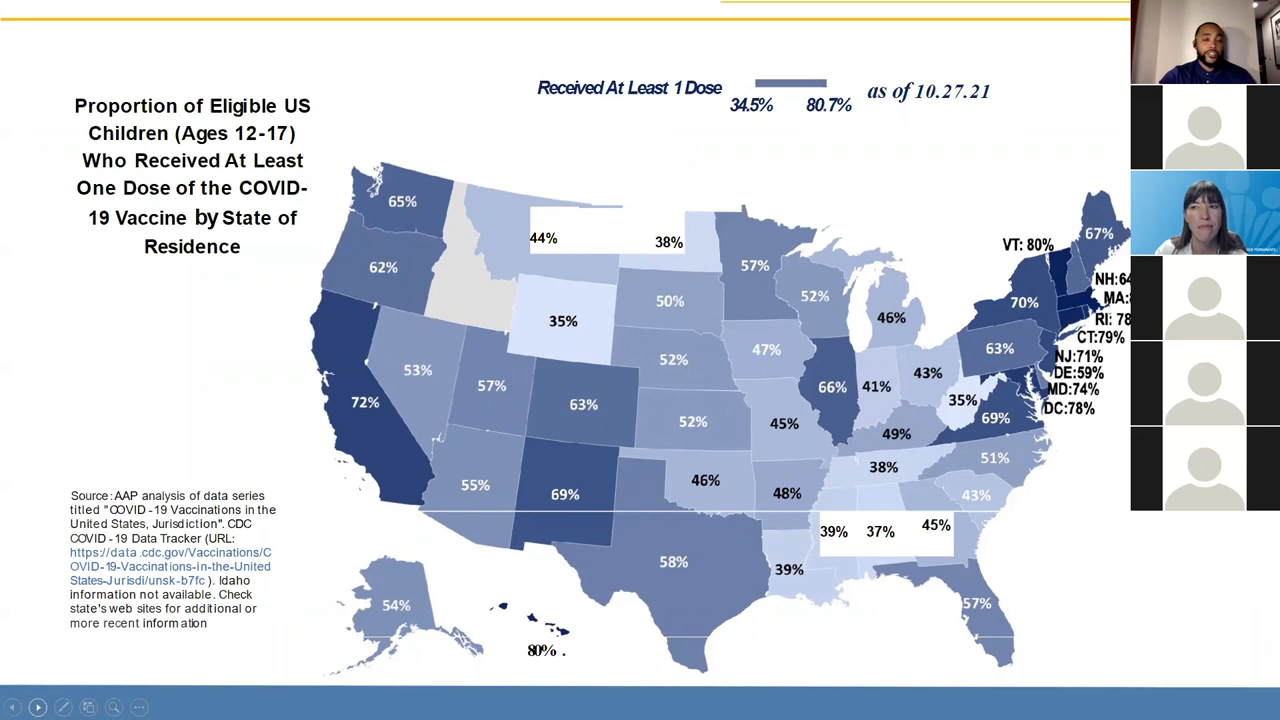 Received At Least 1 Dose
34.5% 80.7%
as of 10.27.21
Proportion of Eligible US
Children (Ages 12-17)
Who Received At Least
One Dose of the COVID-
19 Vaccine by State of
Residence
65%
62%
72%
53%
44%
38%
35%
50%
57%
52%
46%
57%
63%
52%
52%
47%
45%
66%
41%
43%
35%
49%
38%
55%
69%
46%
48%
58%
39%
39%
37%
45%
43%
51%
69%
63%
70%
67%
57%
54%
80% .
VT: 80%
NH:64
MA:
RI: 78
CT:79%
NJ:71%
DE:59%
MD:74%
DC:78%
Source: AAP analysis of data series
titled "COVID -19 Vaccinations in the
United States, Jurisdiction". CDC
COVID -19 Data Tracker (URL:
https://data .cdc.gov/Vaccinations/C
OVID-19-Vaccinations-in-the-United
States-Jurisdi/unsk-b7fc ). Idaho
information not available. Check
state's web sites for additional or
more recent information